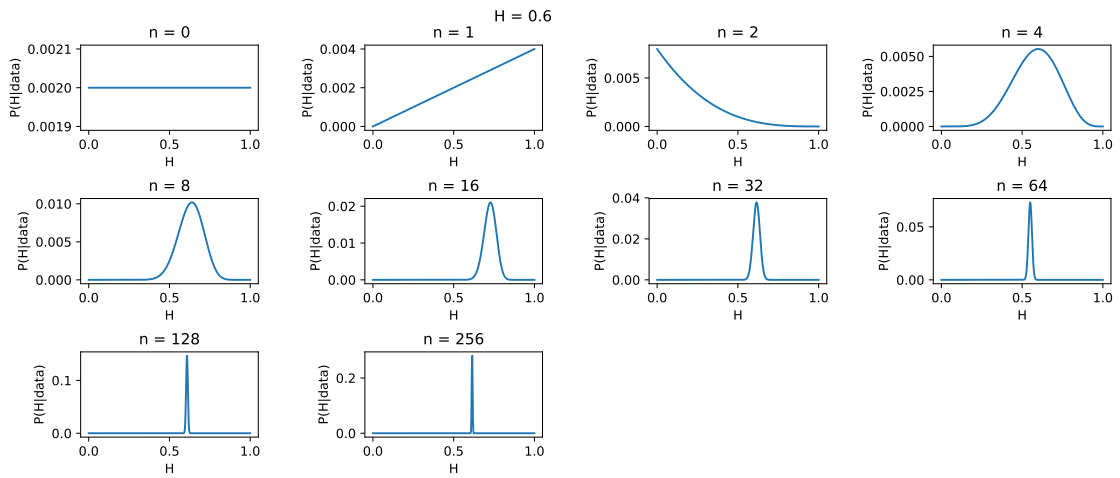 H = 0.6
n = 0
0.0021
0.0020
0.0019
P(H|data)
0.0 0.5 1.0
H
n = 1
0.004
0.002
0.000
P(H|data)
0.0 0.5 1.0
H
n = 2
0.005
0.000
P(H|data)
0.0 0.5 1.0
H
n = 4
0.0050
0.0025
0.0000
P(H|data)
0.0 0.5 1.0
H
n = 8
0.010
0.005
0.000
P(H|data)
0.0 0.5 1.0
H
n = 16
0.02
0.01
0.00
P(H|data)
0.0 0.5 1.0
H
n = 32
0.04
0.02
0.00
P(H|data)
0.0 0.5 1.0
H
n = 64
0.05
0.00
P(H|data)
0.0 0.5 1.0
H
n = 128
0.1
0.0
P(H|data)
0.0 0.5 1.0
H
n = 256
0.2
0.0
P(H|data)
0.0 0.5 1.0
H